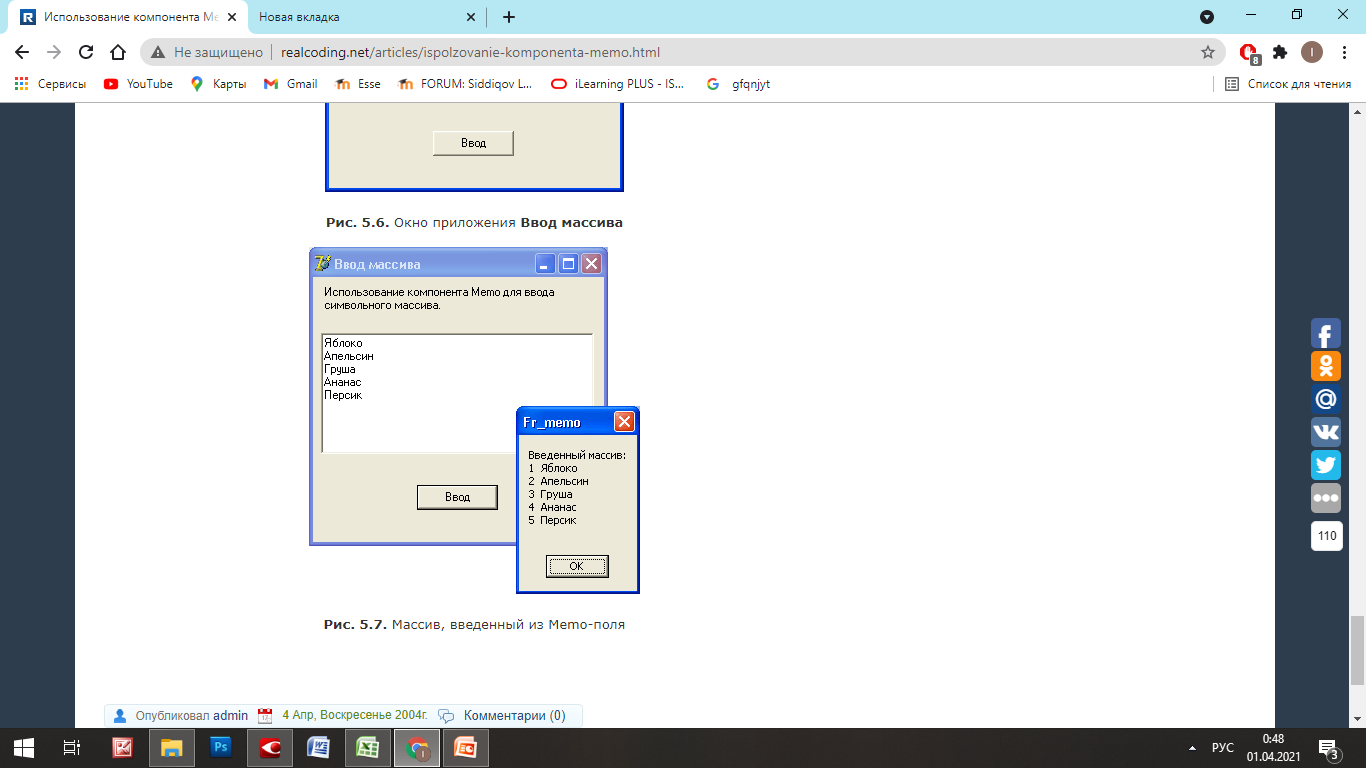 Использование компонента Me
Новая вкладка
Не защищено
realcoding.net/articles/ispolzovanie-komponenta-memo.html
8
I
Сервисы
YouTube
Карты
Gmail
Esse
FORUM: Siddiqov L...
iLearning PLUS - IS...
gfqnjyt
Список для чтения
Ввод
Рис. 5.6. Окно приложения Ввод массива
Ввод массива
Использование компонента Memo для ввода
символьного массива.
Яблоко
Апельсин
Груша
Ананас
Персик
Ввод
Fr_memo
Введенный массив:
1 Яблоко
2 Апельсин
3 Груша
4 Ананас
5 Персик
OK
Рис. 5.7. Массив, введенный из Memo-поля
110
Опубликовал admin
4 Апр, Воскресенье 2004г.
Комментарии (0)
РУС
0:48
01.04.2021
3